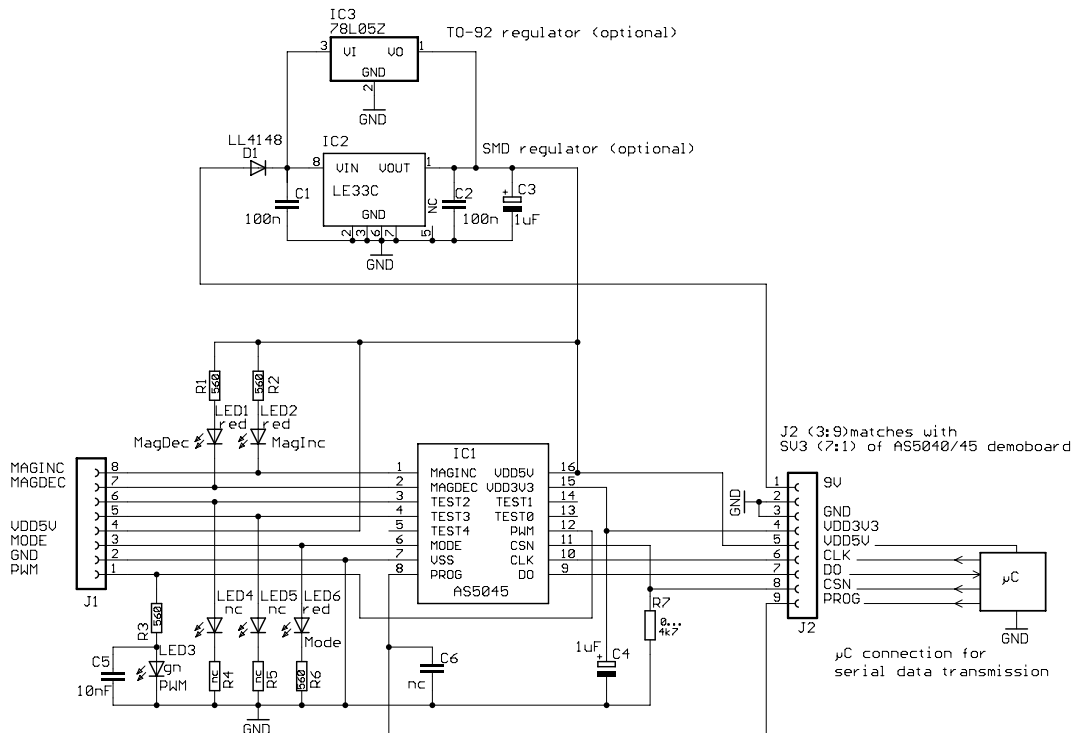 IC3
78L05Z
TO-92 regulator (optional)
3 VI VO 1
GND
2
GND
LL4148
D1
IC2
SMD regulator (optional)
8 VIN VOUT 1
LE33C
GND
NC
2 3 6 7 5
C1
100n
C2
100n
C3
+
1uF
GND
R1
560
R2
560
LED1
red
LED2
red
MagDec
MagInc
J2 (3:9)matches with
SV3 (7:1) of AS5040/45 demoboard
IC1
MAGINC 8
MAGDEC 7
6
5
VDD5V 4
MODE 3
GND 2
PWM 1
J1
1 MAGINC VDD5V 16
2 MAGDEC VDD3V3 15
3 TEST2 TEST1 14
4 TEST3 TEST0 13
5 TEST4 PWM 12
6 MODE CSN 11
7 VSS CLK 10
8 PROG DO 9
AS5045
GND
1 9V
2
3 GND
4 VDD3V3
5 VDD5V
6 CLK
7 DO
8 CSN
9 PROG
J2
µC
GND
µC connection for
serial data transmission
R3
560
LED3
gn
PWM
C5
10nF
LED4
nc
LED5
nc
LED6
red
Mode
R4
nc
R5
nc
R6
560
GND
C6
nc
1uF
+
C4
R7
0...
4k7